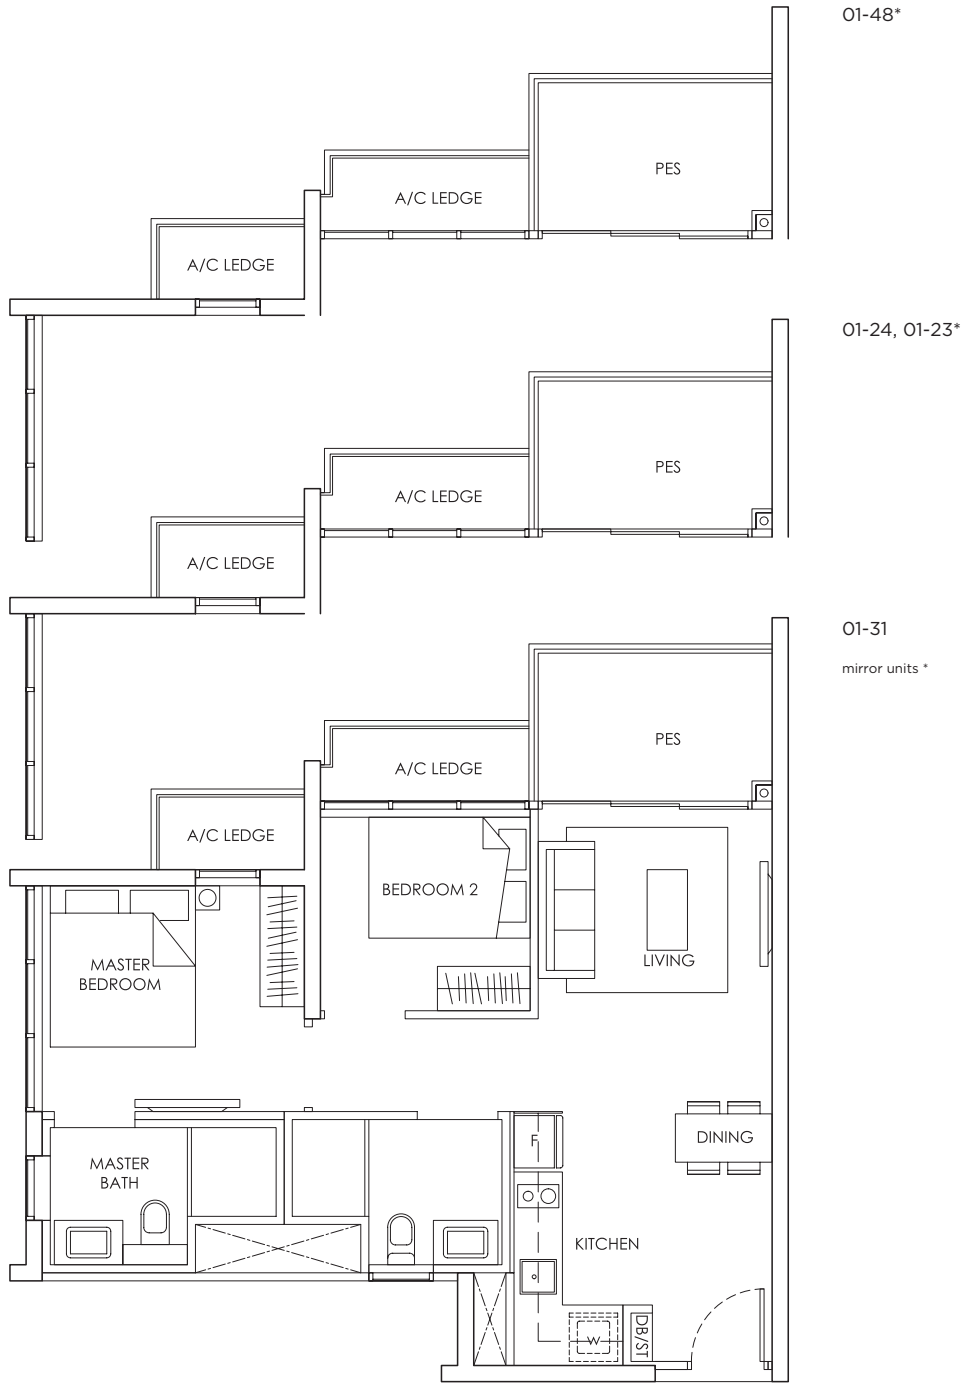 01-48*
PES
A/C LEDGE
A/C LEDGE
01-24, 01-23*
PES
A/C LEDGE
A/C LEDGE
01-31
mirror units *
PES
A/C LEDGE
A/C LEDGE
BEDROOM 2
LIVING
MASTER
BEDROOM
F
DINING
MASTER
BATH
KITCHEN
W
DB/ST